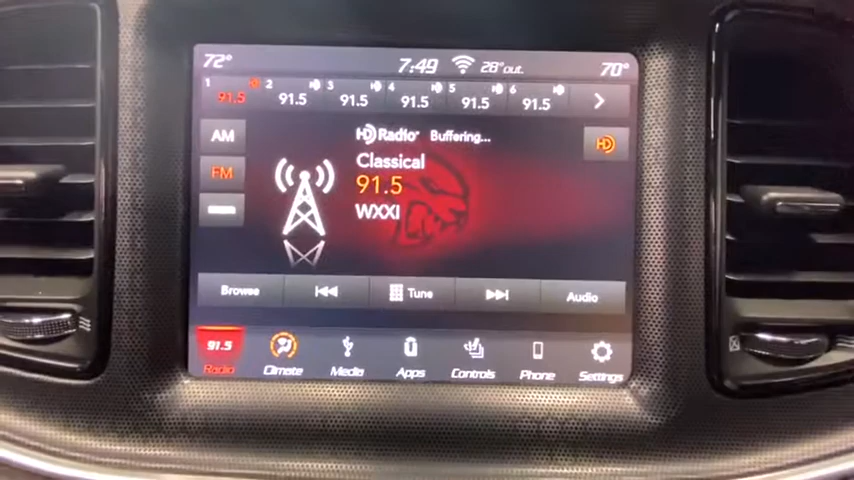 72° 7:49 28°out. 70°
1 91.5 2 91.5 3 91.5 4 91.5 5 91.5 6 91.5
AM
FM
HD Radio Buffering...
HD
Classical
91.5
WXXI
Browse Tune Audio
91.5
Radio Climate Media Apps Controls Phone Settings